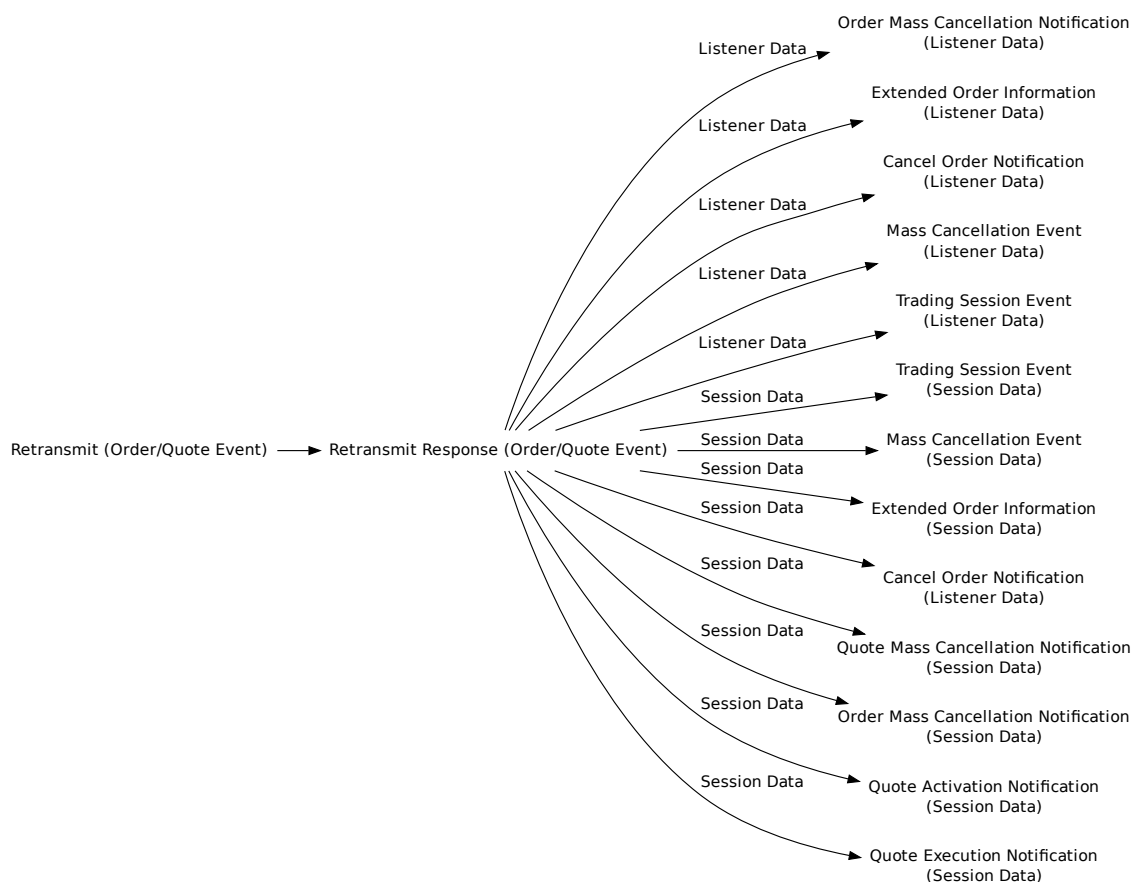 Order Mass Cancellation Notification
(Listener Data)
Listener Data
Extended Order Information
(Listener Data)
Listener Data
Cancel Order Notification
(Listener Data)
Listener Data
Mass Cancellation Event
(Listener Data)
Listener Data
Trading Session Event
(Listener Data)
Listener Data
Trading Session Event
(Session Data)
Session Data
Retransmit (Order/Quote Event)
Retransmit Response (Order/Quote Event)
Session Data
Mass Cancellation Event
(Session Data)
Session Data
Extended Order Information
(Session Data)
Session Data
Cancel Order Notification
(Listener Data)
Session Data
Quote Mass Cancellation Notification
(Session Data)
Session Data
Order Mass Cancellation Notification
(Session Data)
Session Data
Quote Activation Notification
(Session Data)
Session Data
Quote Execution Notification
(Session Data)